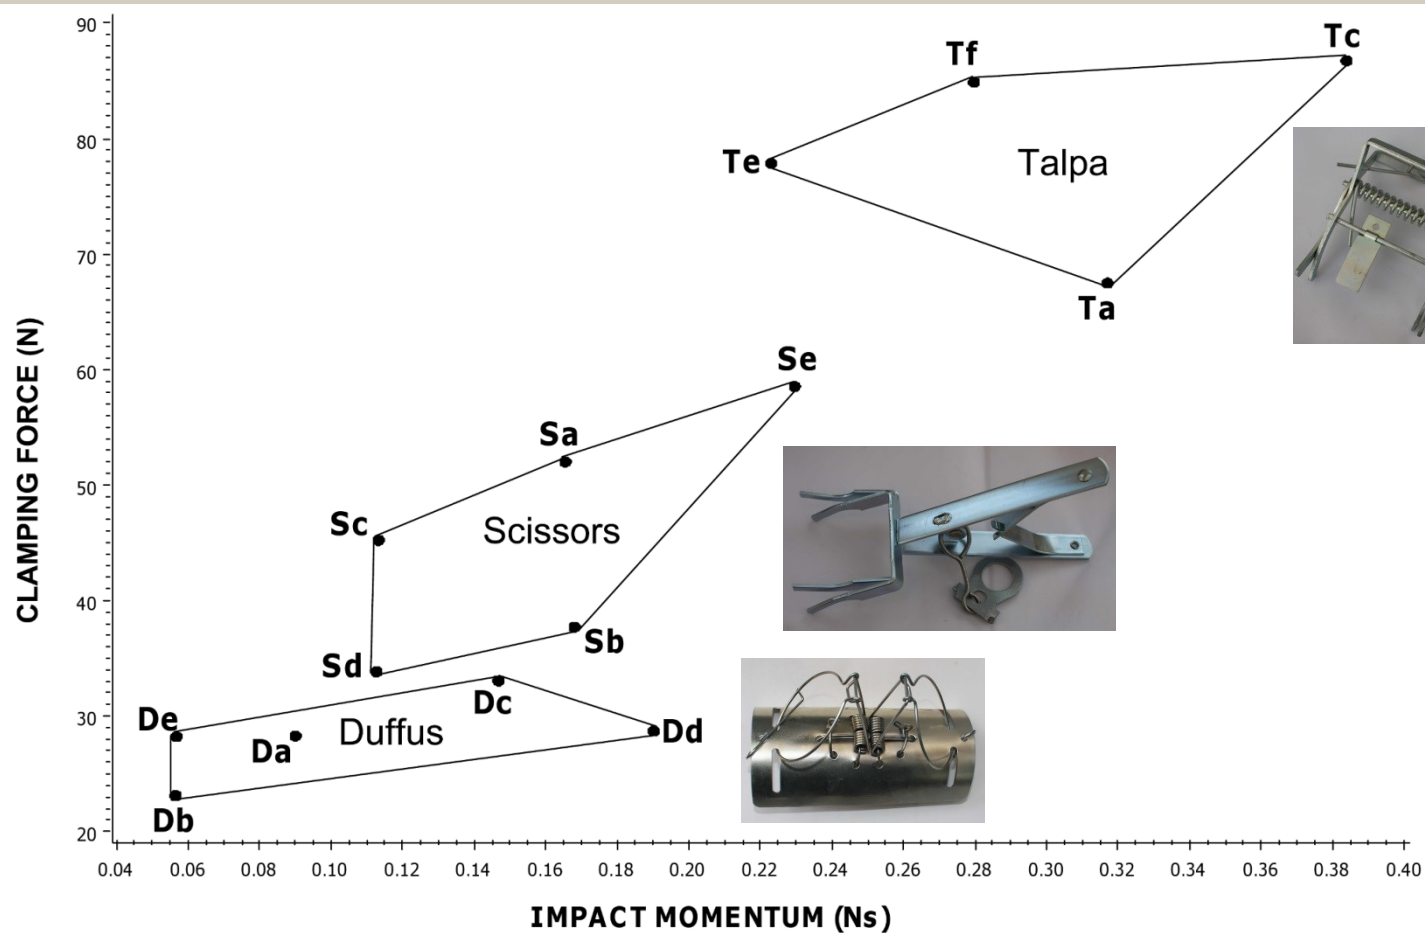 90
Tc
Tf
80
Te
Talpa
70
Ta
60
Se
CLAMPING FORCE (N)
Sa
50
Sc
Scissors
40
Sb
Sd
30
De
Dc
Duffus
Dd
Da
Db
20
0.04 0.06 0.08 0.10 0.12 0.14 0.16 0.18 0.20 0.22 0.24 0.26 0.28 0.30 0.32 0.34 0.36 0.38 0.40
IMPACT MOMENTUM (Ns)